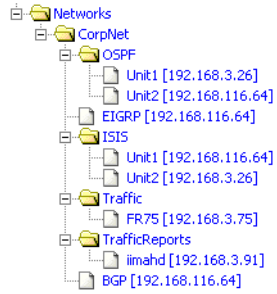 Networks
CorpNet
OSPF
Unit1 [192.168.3.26]
Unit2 [192.168.116.64]
EIGRP [192.168.116.64]
ISIS
Unit1 [192.168.116.64]
Unit2 [192.168.3.26]
Traffic
FR75 [192.168.3.75]
TrafficReports
iimahd [192.168.3.91]
BGP [192.168.116.64]